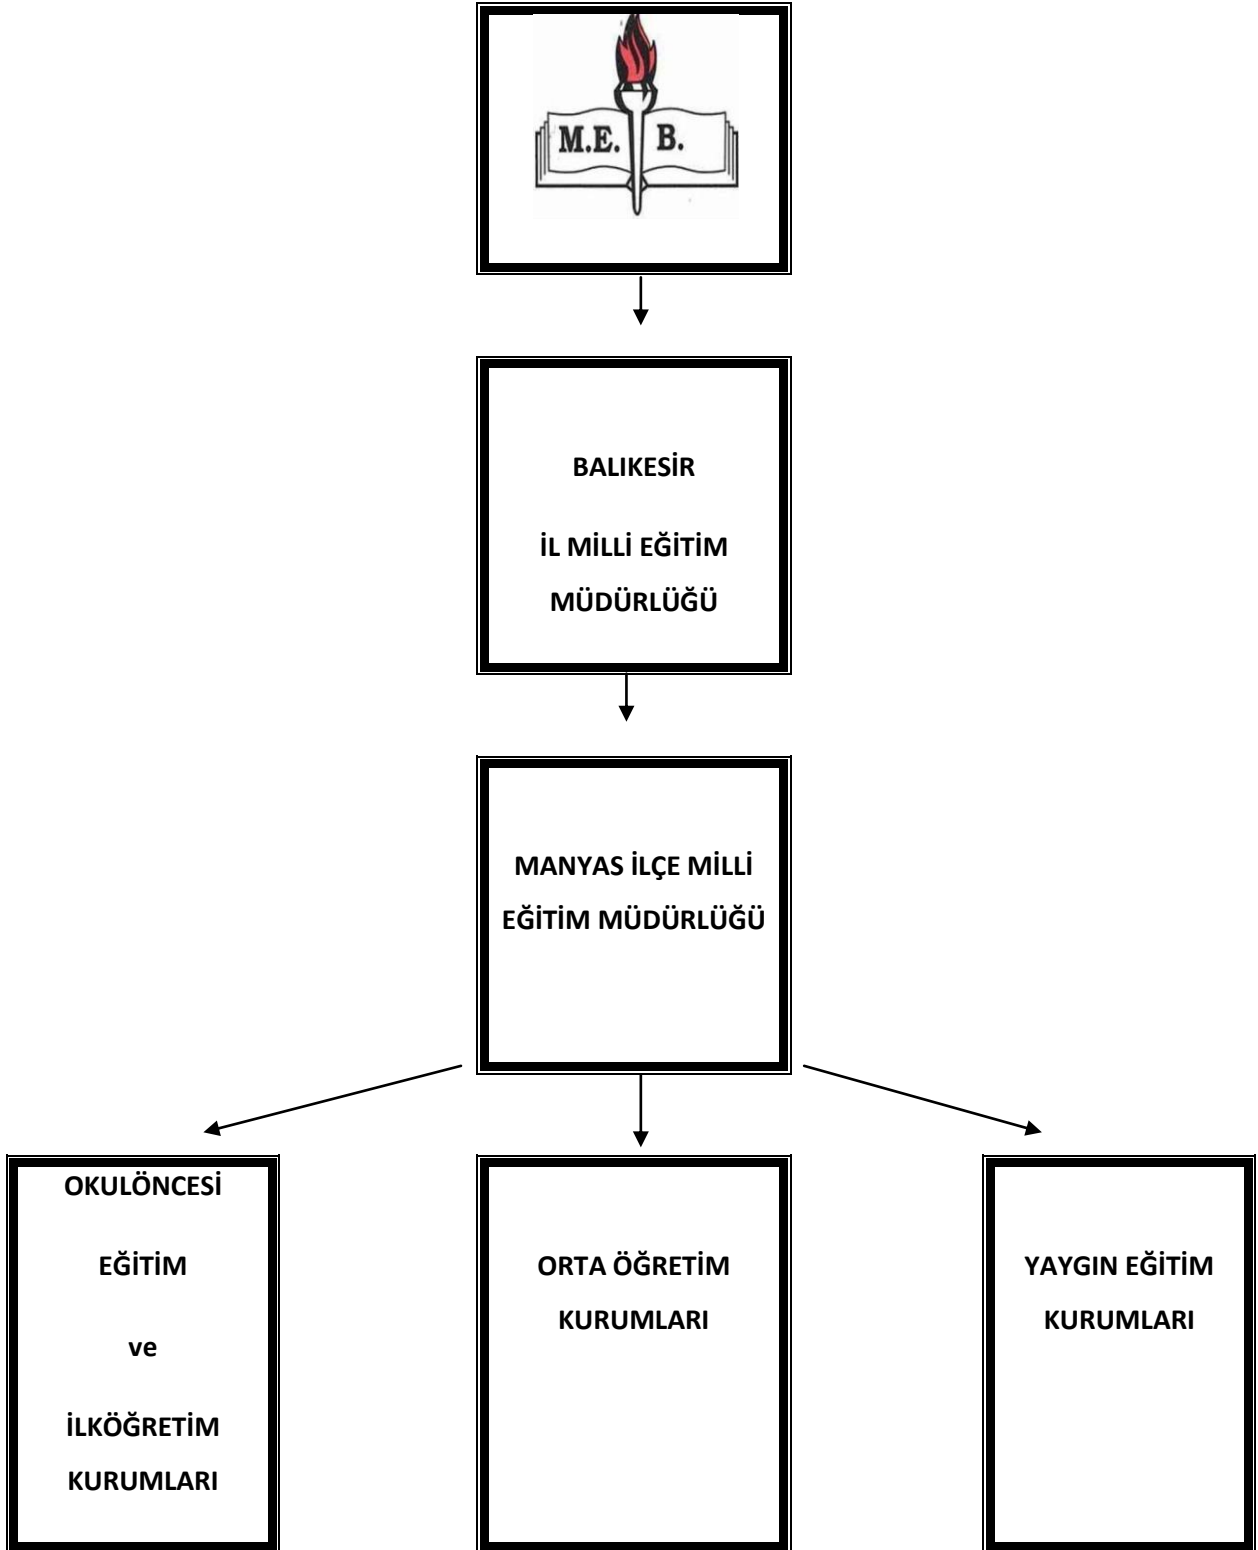 M.E. B.
BALIKESİR
İL MİLLİ EĞİTİM
MÜDÜRLÜĞÜ
MANYAS İLÇE MİLLİ
EĞİTİM MÜDÜRLÜĞÜ
OKULÖNCESİ
EĞİTİM
ve
İLKÖĞRETİM
KURUMLARI
ORTA ÖĞRETİM
KURUMLARI
YAYGIN EĞİTİM
KURUMLARI